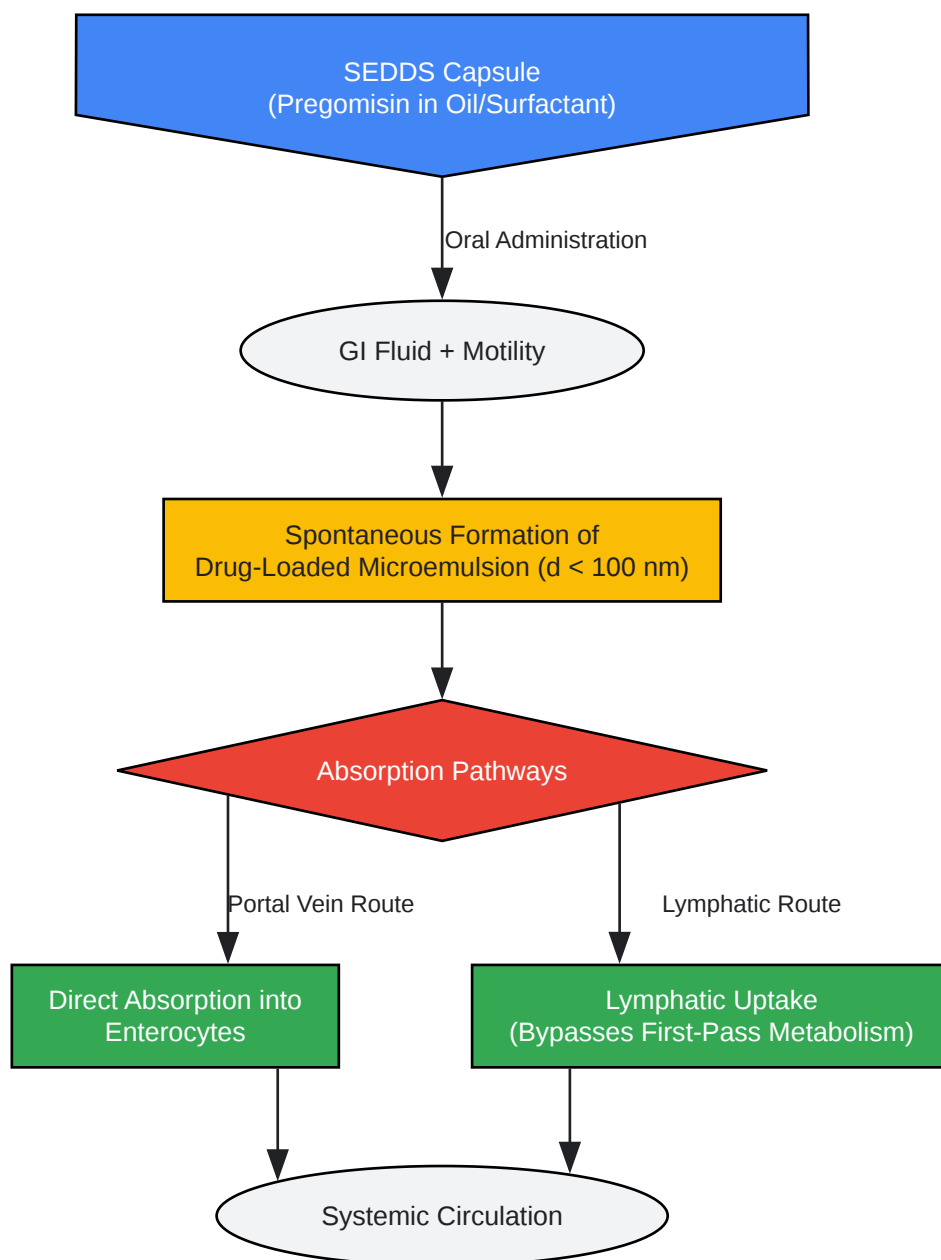 SEDDS Capsule
(Pregomisin in Oil/Surfactant)
Oral Administration
GI Fluid + Motility
Spontaneous Formation of
Drug-Loaded Microemulsion (d < 100 nm)
Absorption Pathways
Portal Vein Route
Lymphatic Route
Direct Absorption into
Enterocytes
Lymphatic Uptake
(Bypasses First-Pass Metabolism)
Systemic Circulation